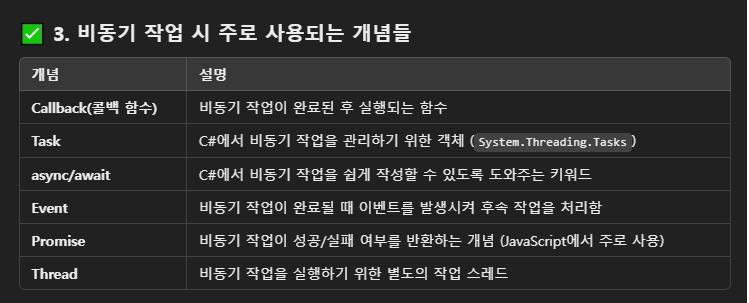 ✅ 3. 비동기 작업 시 주로 사용되는 개념들
개념 설명
Callback(콜백 함수) 비동기 작업이 완료된 후 실행되는 함수
Task C#에서 비동기 작업을 관리하기 위한 객체 (System.Threading.Tasks)
async/await C#에서 비동기 작업을 쉽게 작성할 수 있도록 도와주는 키워드
Event 비동기 작업이 완료될 때 이벤트를 발생시켜 후속 작업을 처리함
Promise 비동기 작업이 성공/실패 여부를 반환하는 개념 (JavaScript에서 주로 사용)
Thread 비동기 작업을 실행하기 위한 별도의 작업 스레드